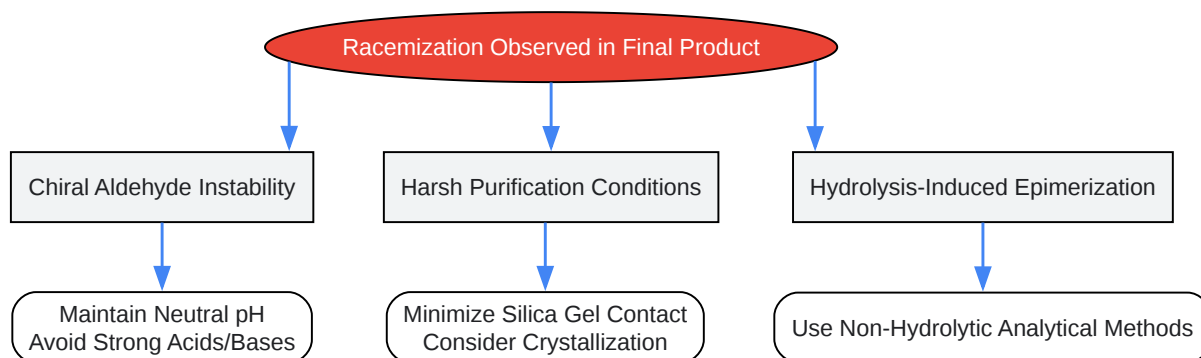 Racemization Observed in Final Product
Chiral Aldehyde Instability
Harsh Purification Conditions
Hydrolysis-Induced Epimerization
Maintain Neutral pH
Avoid Strong Acids/Bases
Minimize Silica Gel Contact
Consider Crystallization
Use Non-Hydrolytic Analytical Methods